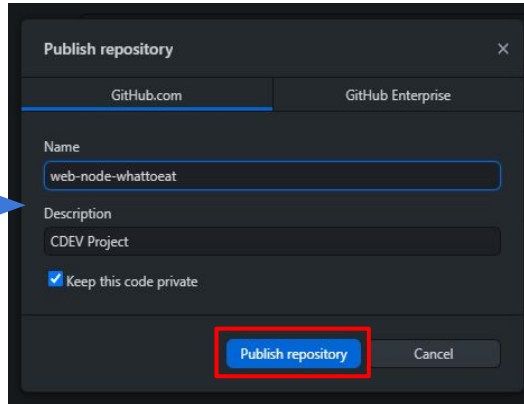 Publish repository
GitHub.com
GitHub Enterprise
Name
web-node-whattoeat
Description
CDEV Project
Keep this code private
Publish repository
Cancel